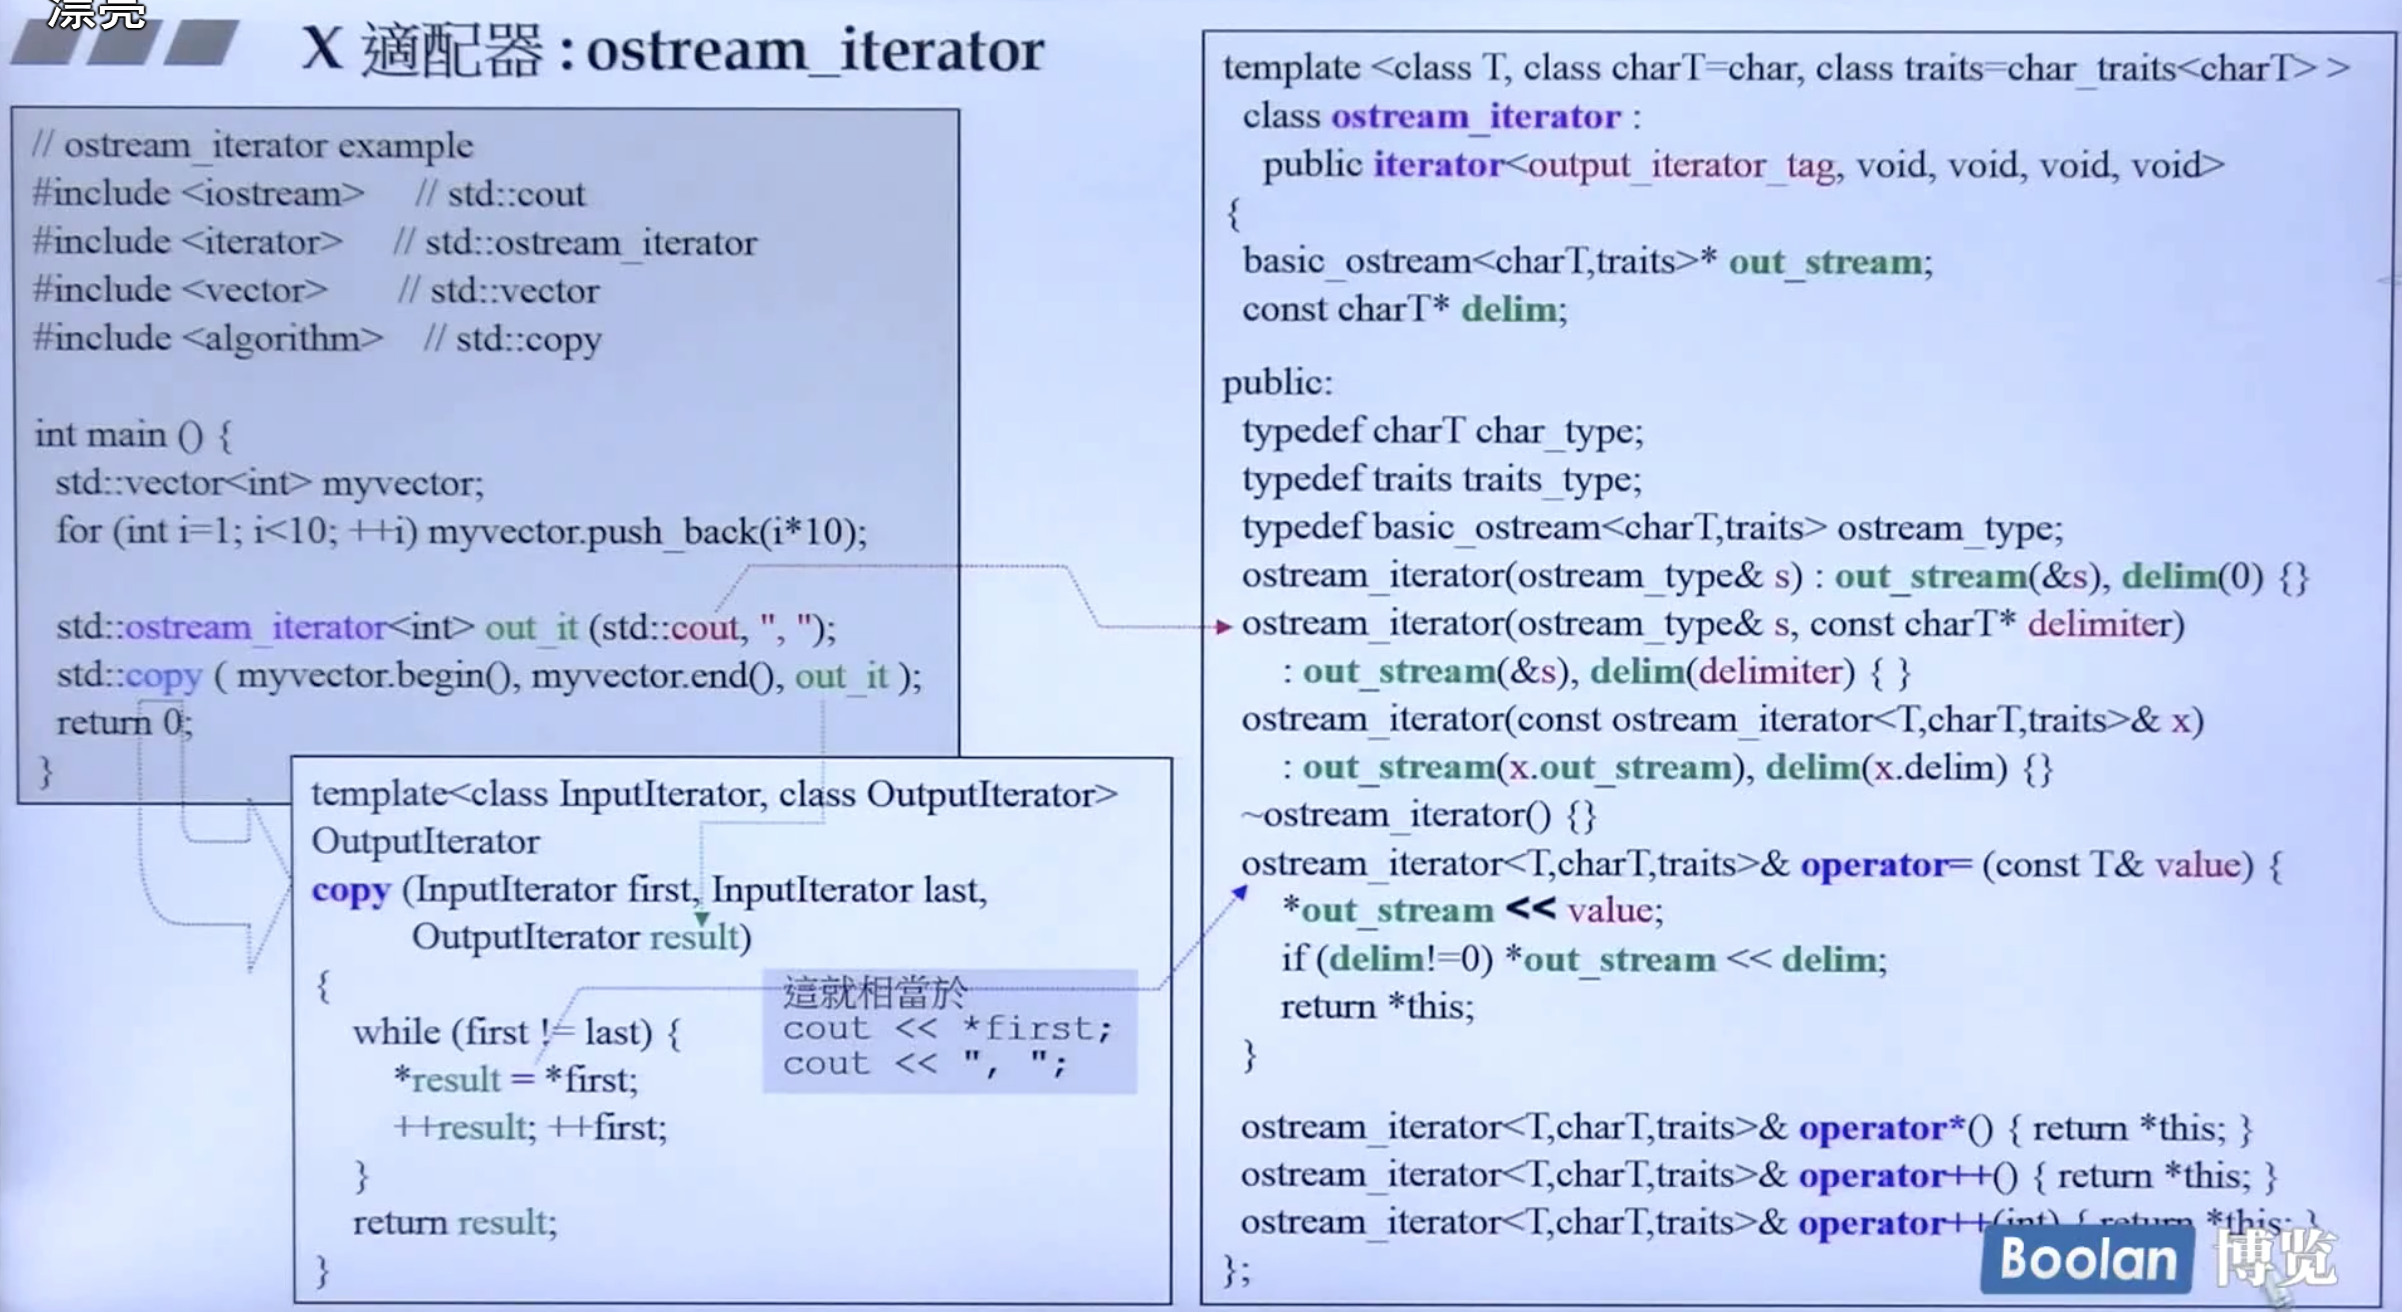 漂亮
X 適配器 : ostream_iterator
// ostream_iterator example
#include <iostream> // std::cout
#include <iterator> // std::ostream_iterator
#include <vector> // std::vector
#include <algorithm> // std::copy
int main () {
std::vector<int> myvector;
for (int i=1; i<10; ++i) myvector.push_back(i*10);
std::ostream_iterator<int> out_it (std::cout, ", ");
std::copy ( myvector.begin(), myvector.end(), out_it );
return 0;
}
template<class InputIterator, class OutputIterator>
OutputIterator
copy (InputIterator first, InputIterator last,
OutputIterator result)
{
while (first != last) {
*result = *first;
++result; ++first;
}
return result;
}
這就相當於
cout << *first;
cout << ", ";
template <class T, class charT=char, class traits=char_traits<charT> >
class ostream_iterator :
public iterator<output_iterator_tag, void, void, void, void>
{
basic_ostream<charT,traits>* out_stream;
const charT* delim;
public:
typedef charT char_type;
typedef traits traits_type;
typedef basic_ostream<charT,traits> ostream_type;
ostream_iterator(ostream_type& s) : out_stream(&s), delim(0) {}
ostream_iterator(ostream_type& s, const charT* delimiter)
: out_stream(&s), delim(delimiter) { }
ostream_iterator(const ostream_iterator<T,charT,traits>& x)
: out_stream(x.out_stream), delim(x.delim) {}
~ostream_iterator() {}
ostream_iterator<T,charT,traits>& operator= (const T& value) {
*out_stream << value;
if (delim!=0) *out_stream << delim;
return *this;
}
ostream_iterator<T,charT,traits>& operator*() { return *this; }
ostream_iterator<T,charT,traits>& operator++() { return *this; }
ostream_iterator<T,charT,traits>& operator++(int) { return *this; }
};
Boolan 博览